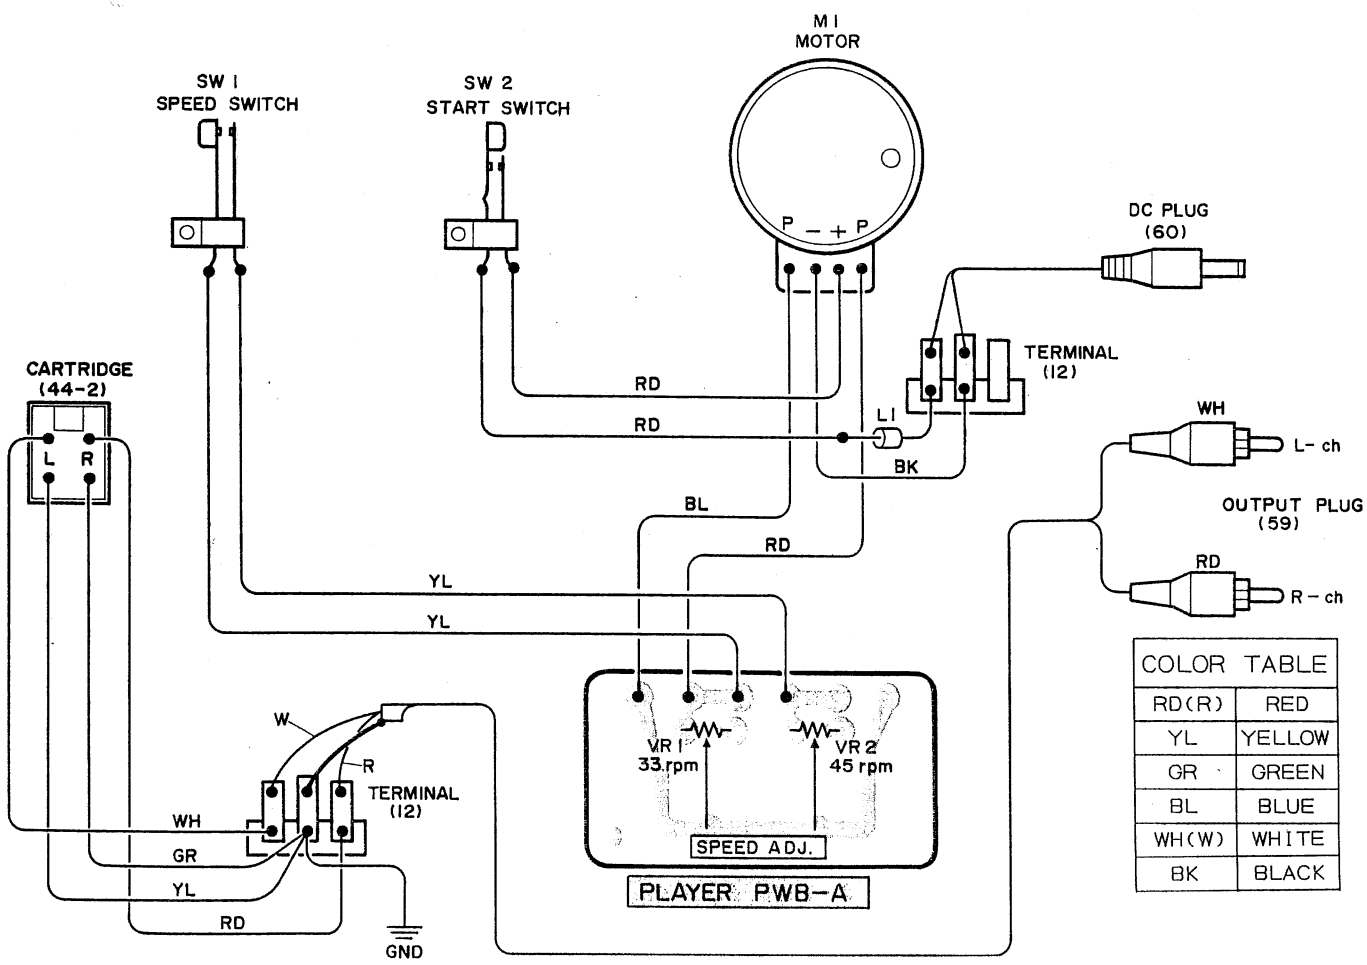 M1
MOTOR
SW 1
SPEED SWITCH
SW 2
START SWITCH
P - + P
DC PLUG
(60)
TERMINAL
(12)
CARTRIDGE
(44-2)
L R
RD
RD
L1
BK
WH
L-ch
OUTPUT PLUG
(59)
RD
R-ch
BL
RD
YL
YL
W
R
TERMINAL
(12)
WH
GR
YL
RD
GND
VR 1
33 rpm
VR 2
45 rpm
SPEED ADJ.
PLAYER PWB-A
COLOR TABLE
RD(R) RED
YL YELLOW
GR GREEN
BL BLUE
WH(W) WHITE
BK BLACK